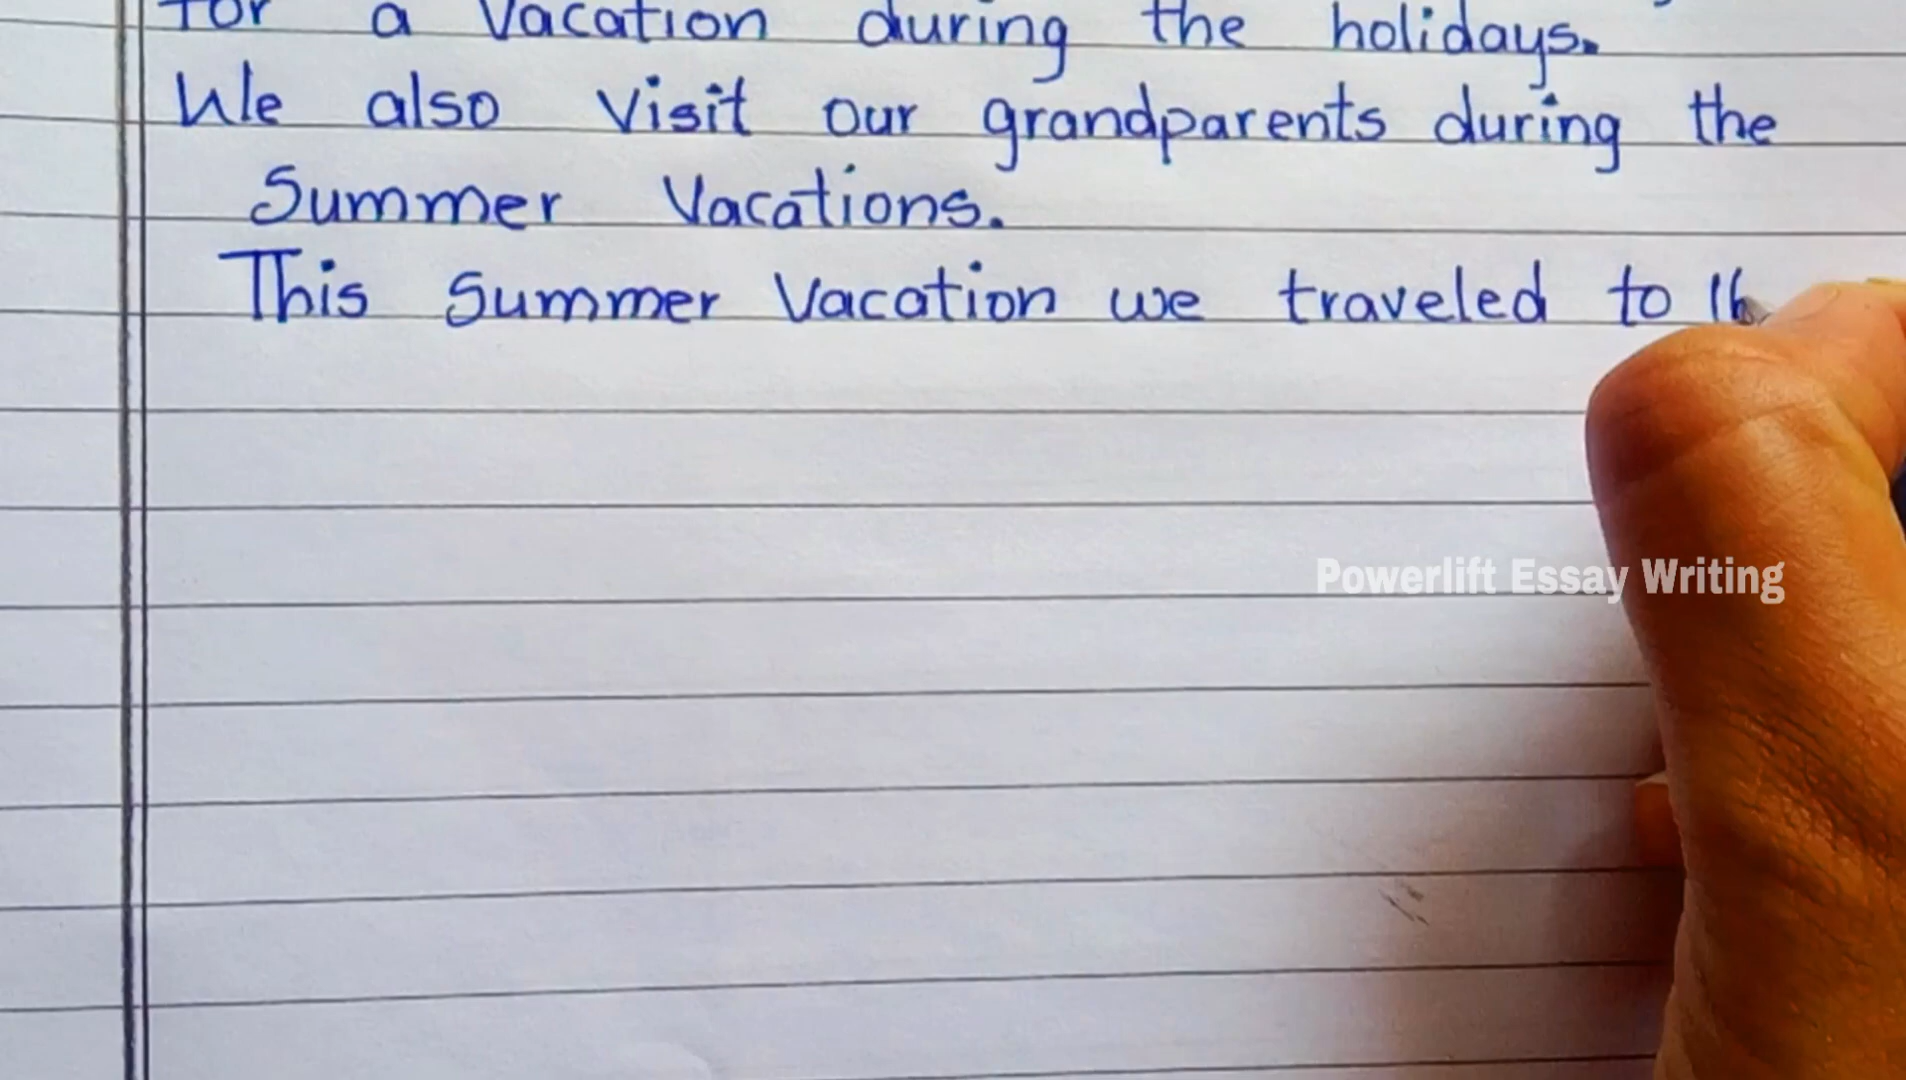 for a Vacation during the holidays.
We also Visit our grandparents during the
Summer Vacations.
This Summer Vacation we traveled to
Powerlift Essay Writing